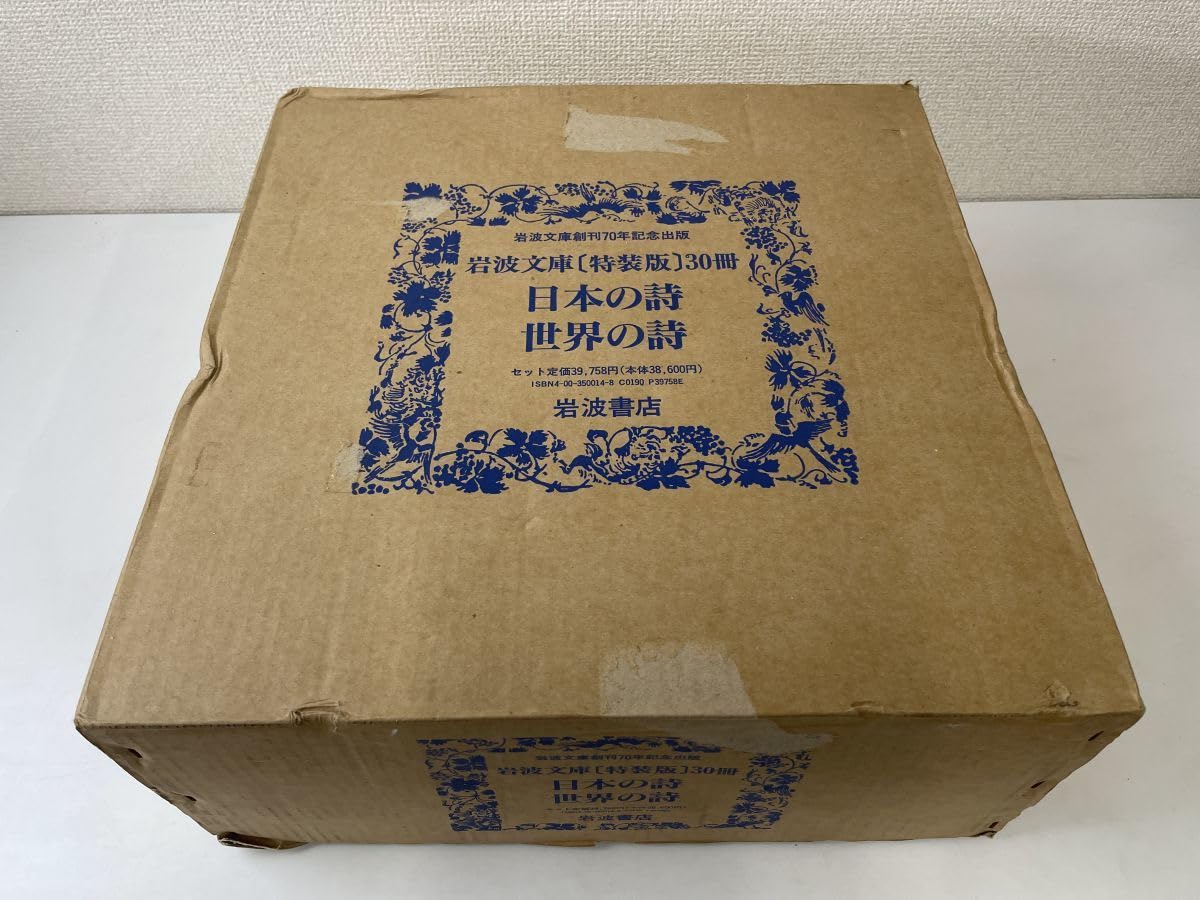 岩波文庫創刊70年記念出版
岩波文庫〔特装版〕30冊
日本の詩
世界の詩
セット定価39,758円(本体38,600円)
ISBN4-00-350014-8 C0190 P39758E
岩波書店
岩波文庫創刊70年記念出版
岩波文庫〔特装版〕30冊
日本の詩
世界の詩
岩波書店